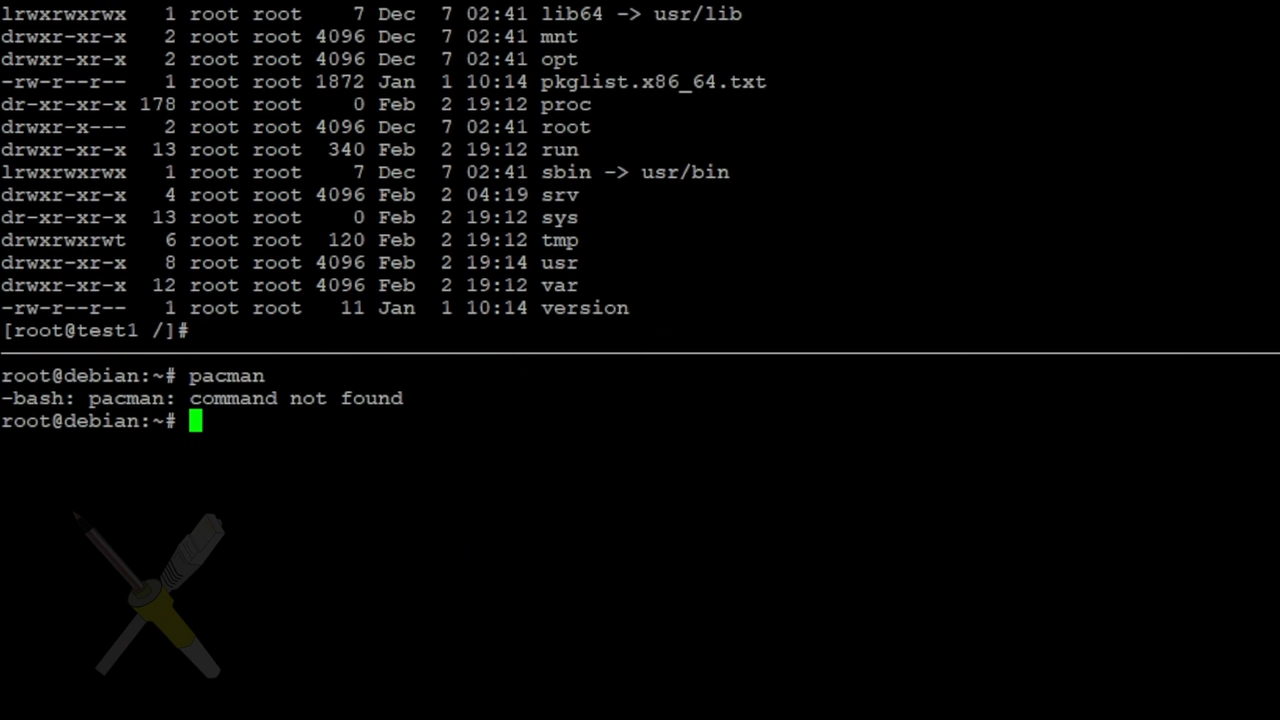 lrwxrwxrwx   1 root root    7 Dec  7 02:41 lib64 -> usr/lib
drwxr-xr-x   2 root root 4096 Dec  7 02:41 mnt
drwxr-xr-x   2 root root 4096 Dec  7 02:41 opt
-rw-r--r--   1 root root 1872 Jan  1 10:14 pkglist.x86_64.txt
dr-xr-xr-x 178 root root    0 Feb  2 19:12 proc
drwxr-x---   2 root root 4096 Dec  7 02:41 root
drwxr-xr-x  13 root root  340 Feb  2 19:12 run
lrwxrwxrwx   1 root root    7 Dec  7 02:41 sbin -> usr/bin
drwxr-xr-x   4 root root 4096 Feb  2 04:19 srv
dr-xr-xr-x  13 root root    0 Feb  2 19:12 sys
drwxrwxrwt   6 root root  120 Feb  2 19:12 tmp
drwxr-xr-x   8 root root 4096 Feb  2 19:14 usr
drwxr-xr-x  12 root root 4096 Feb  2 19:12 var
-rw-r--r--   1 root root   11 Jan  1 10:14 version
[root@test1 /]#
root@debian:~# pacman
-bash: pacman: command not found
root@debian:~#